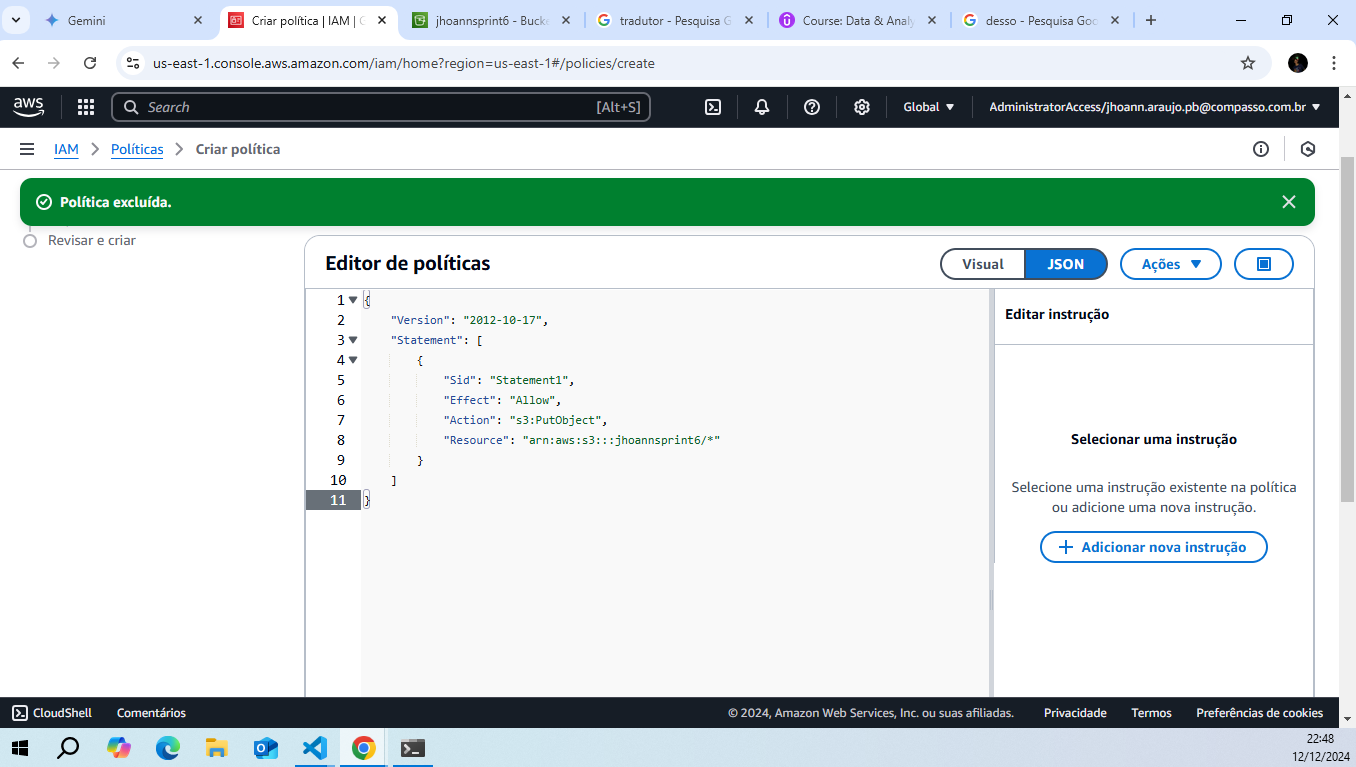 Gemini
Criar política | IAM | G
jhoannsprint6 - Bucke
tradutor - Pesquisa G
Course: Data & Analy
desso - Pesquisa Goo
us-east-1.console.aws.amazon.com/iam/home?region=us-east-1#/policies/create
aws
Search
[Alt+S]
Global
AdministratorAccess/jhoann.araujo.pb@compasso.com.br
IAM
Políticas
Criar política
Política excluída.
Revisar e criar
Editor de políticas
Visual
JSON
Ações
1 {
2 "Version": "2012-10-17",
3 "Statement": [
4 {
5 "Sid": "Statement1",
6 "Effect": "Allow",
7 "Action": "s3:PutObject",
8 "Resource": "arn:aws:s3:::jhoannsprint6/*"
9 }
10 ]
11 }
Editar instrução
Selecionar uma instrução
Selecione uma instrução existente na política
ou adicione uma nova instrução.
Adicionar nova instrução
CloudShell
Comentários
© 2024, Amazon Web Services, Inc. ou suas afiliadas.
Privacidade
Termos
Preferências de cookies
22:48
12/12/2024